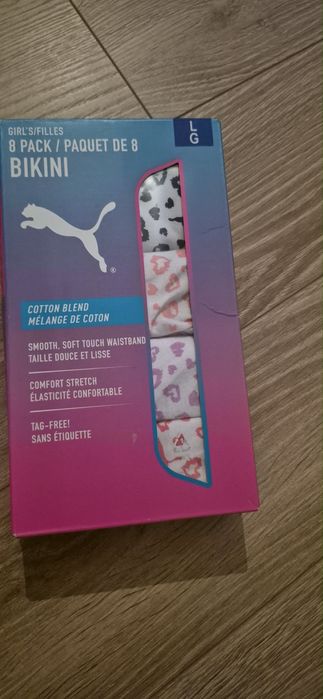 GIRL'S/FILLES
8 PACK / PAQUET DE 8
BIKINI
L
G
®
COTTON BLEND
MÉLANGE DE COTON
SMOOTH, SOFT TOUCH WAISTBAND
TAILLE DOUCE ET LISSE
COMFORT STRETCH
ÉLASTICITÉ CONFORTABLE
TAG-FREE!
SANS ÉTIQUETTE